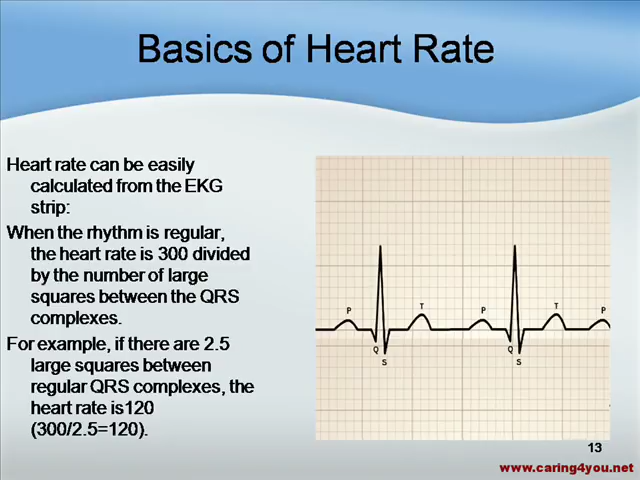 Basics of Heart Rate
Heart rate can be easily
calculated from the EKG
strip:
When the rhythm is regular,
the heart rate is 300 divided
by the number of large
squares between the QRS
complexes.
For example, if there are 2.5
large squares between
regular QRS complexes, the
heart rate is120
(300/2.5=120).
P T P T P
Q Q
S S
13
www.caring4you.net